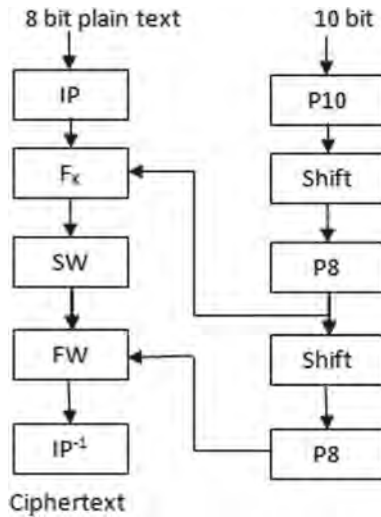 8 bit plain text
10 bit
IP
P10
Fₖ
Shift
SW
P8
FW
Shift
IP⁻¹
P8
Ciphertext